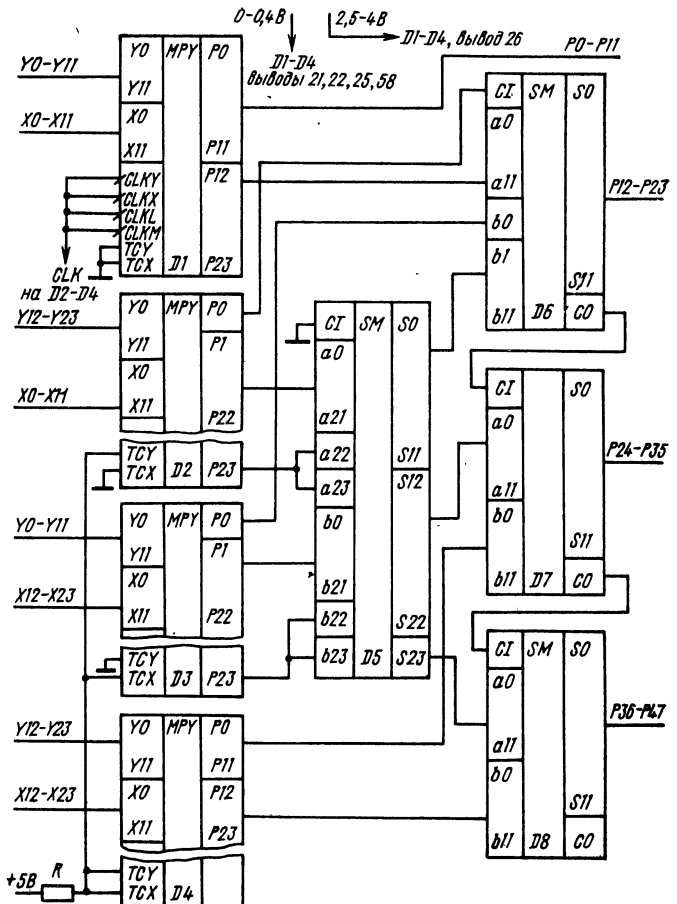 0-0,4В
2,5-4В
D1-D4, вывод 26
D1-D4
выводы 21, 22, 25, 58
P0-P11
Y0-Y11
X0-X11
Y0 MPY P0
Y11
X0
X11 P11
CLKY P12
CLKX
CLKL
CLKM
TCY
TCX D1 P23
CLK
на D2-D4
CI SM S0
a0
a11
b0
b1
S11
b11 D6 C0
P12-P23
Y12-Y23
X0-X11
Y0 MPY P0
Y11 P1
X0
X11 P22
TCY
TCX D2 P23
CI SM S0
a0
a21
a22 S11
a23 S12
b0
b21
b22 S22
b23 D5 S23
CI S0
a0
a11
b0
S11
b11 D7 C0
P24-P35
Y0-Y11
X12-X23
Y0 MPY P0
Y11 P1
X0
X11 P22
TCY
TCX D3 P23
CI SM S0
a0
a11
b0
S11
b11 D8 C0
P36-P47
Y12-Y23
X12-X23
Y0 MPY P0
Y11 P11
X0 P12
X11 P23
+5В R
TCY
TCX D4